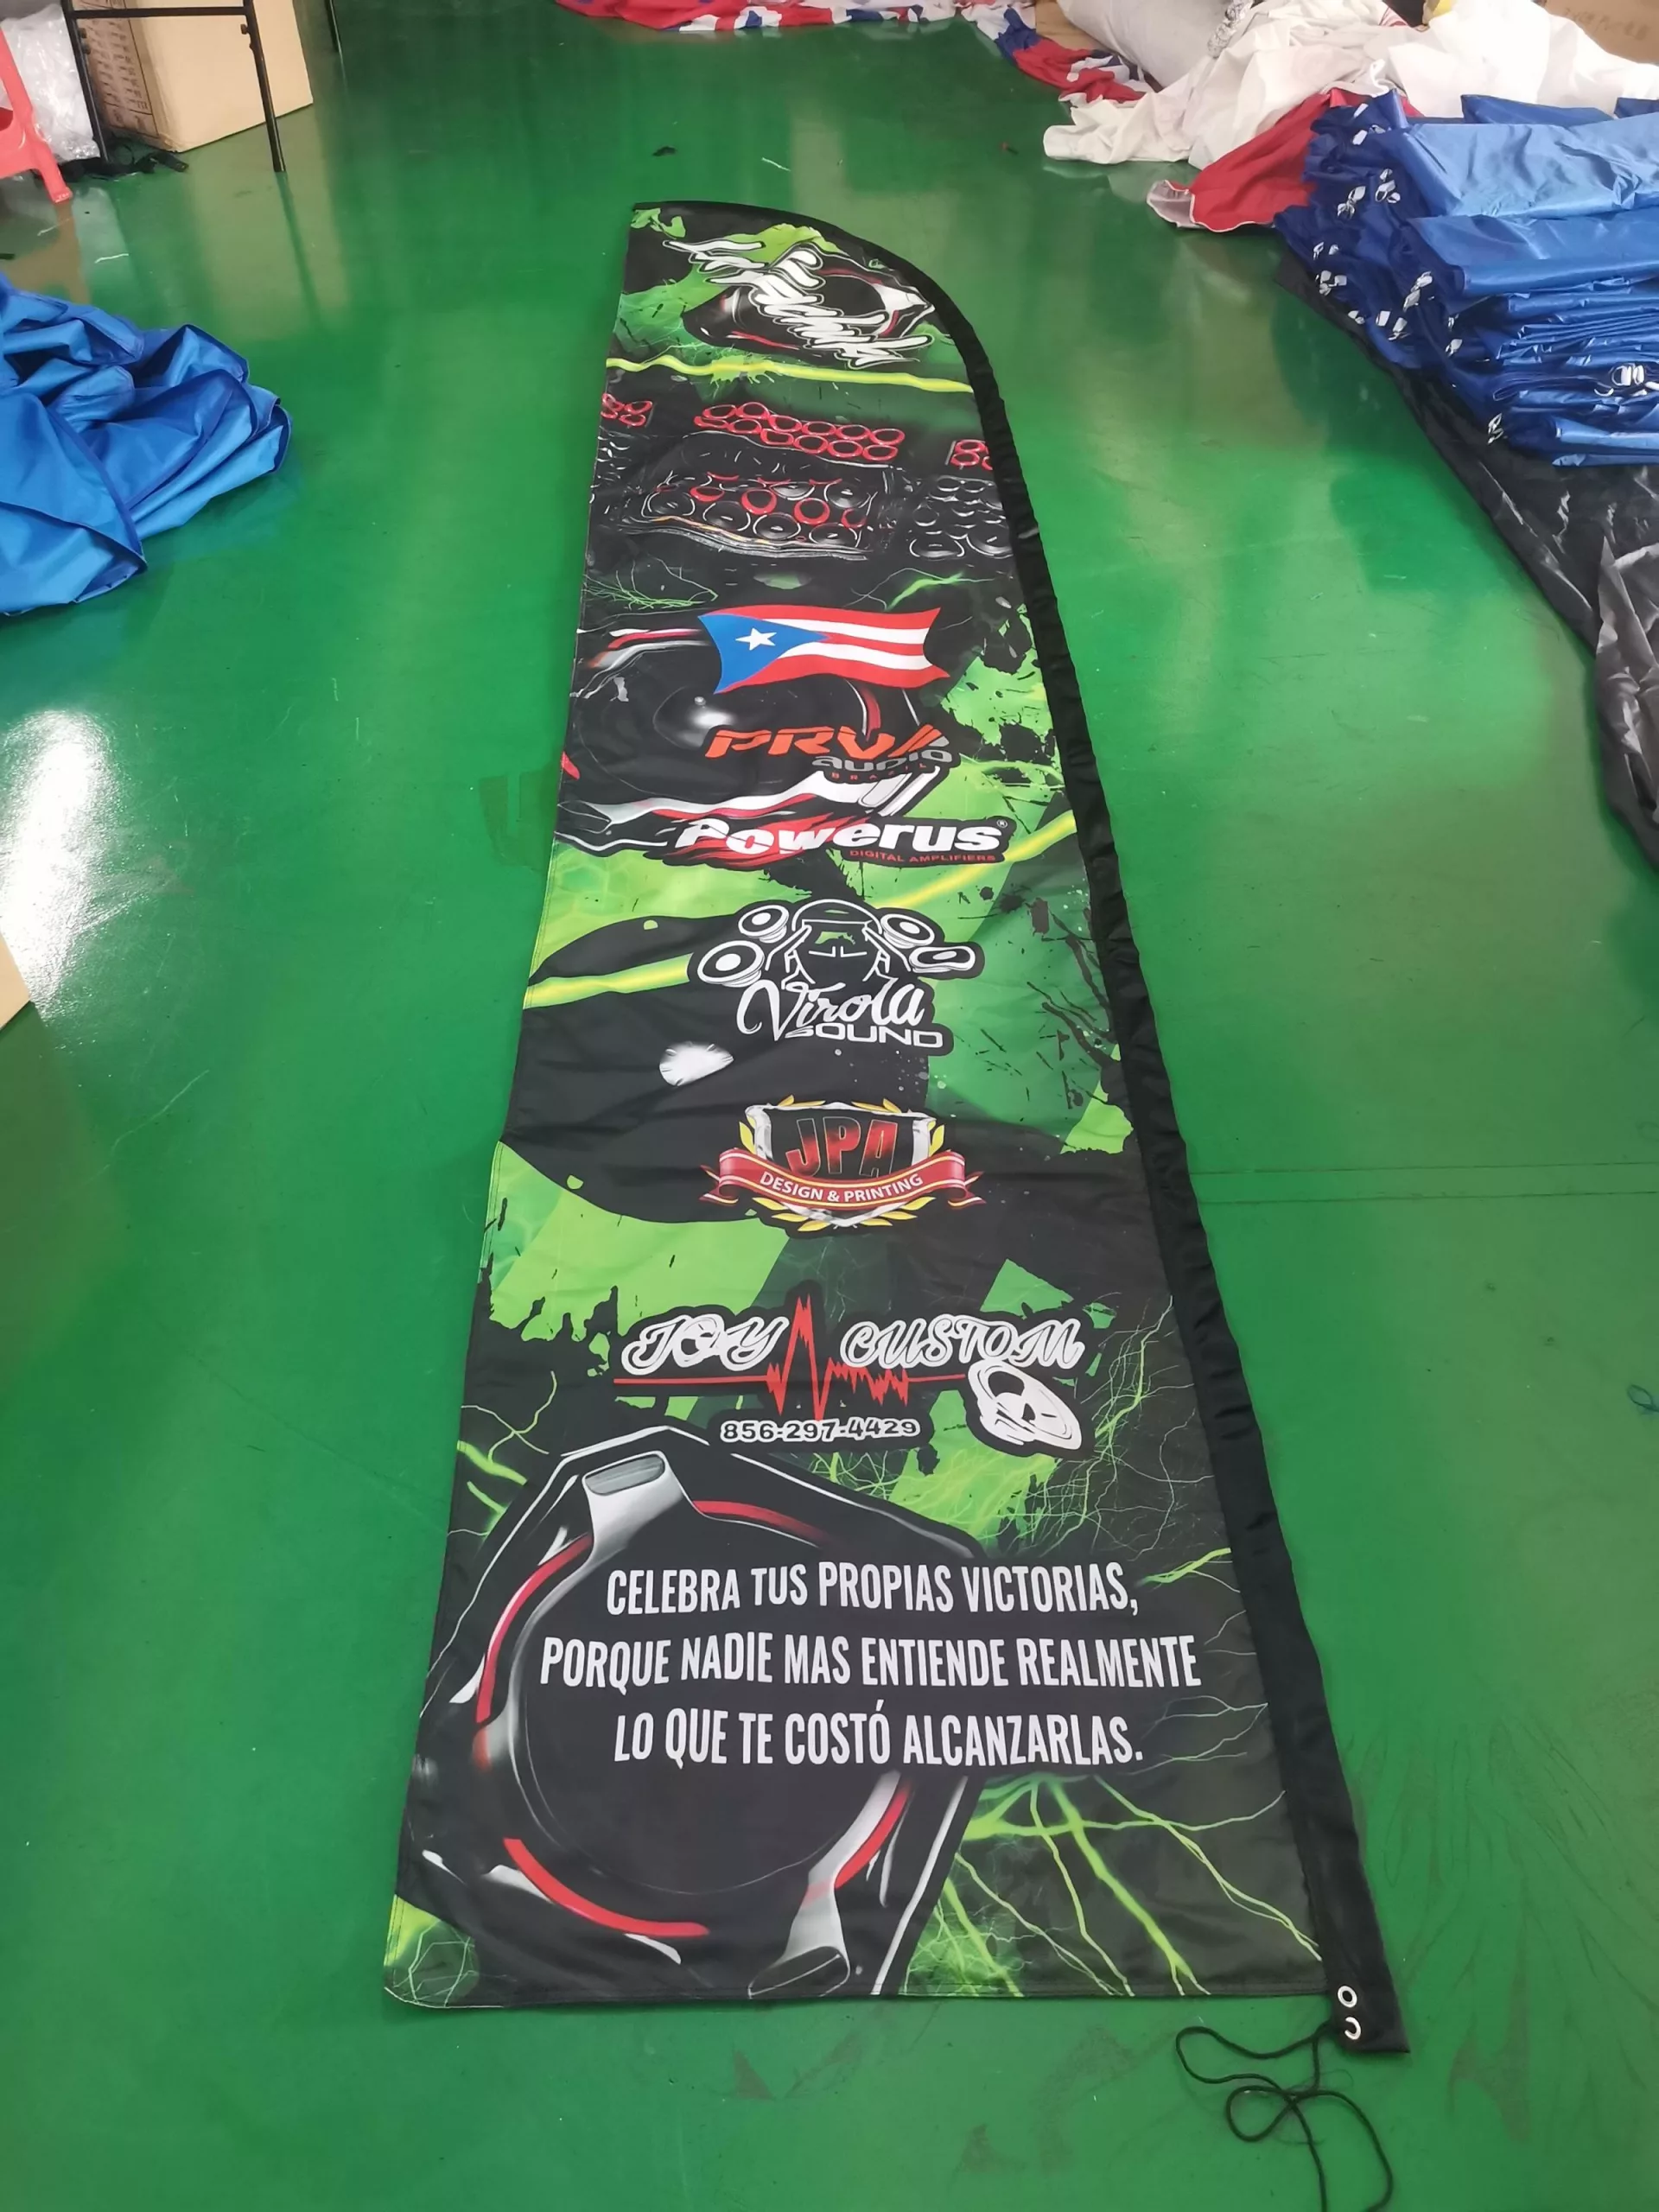 PRV
audio
BRAZIL
Powerus®
DIGITAL AMPLIFIERS
Virola
SOUND
JPA
DESIGN & PRINTING
JOY CUSTOM
856-297-4429
CELEBRA TUS PROPIAS VICTORIAS,
PORQUE NADIE MAS ENTIENDE REALMENTE
LO QUE TE COSTÓ ALCANZARLAS.